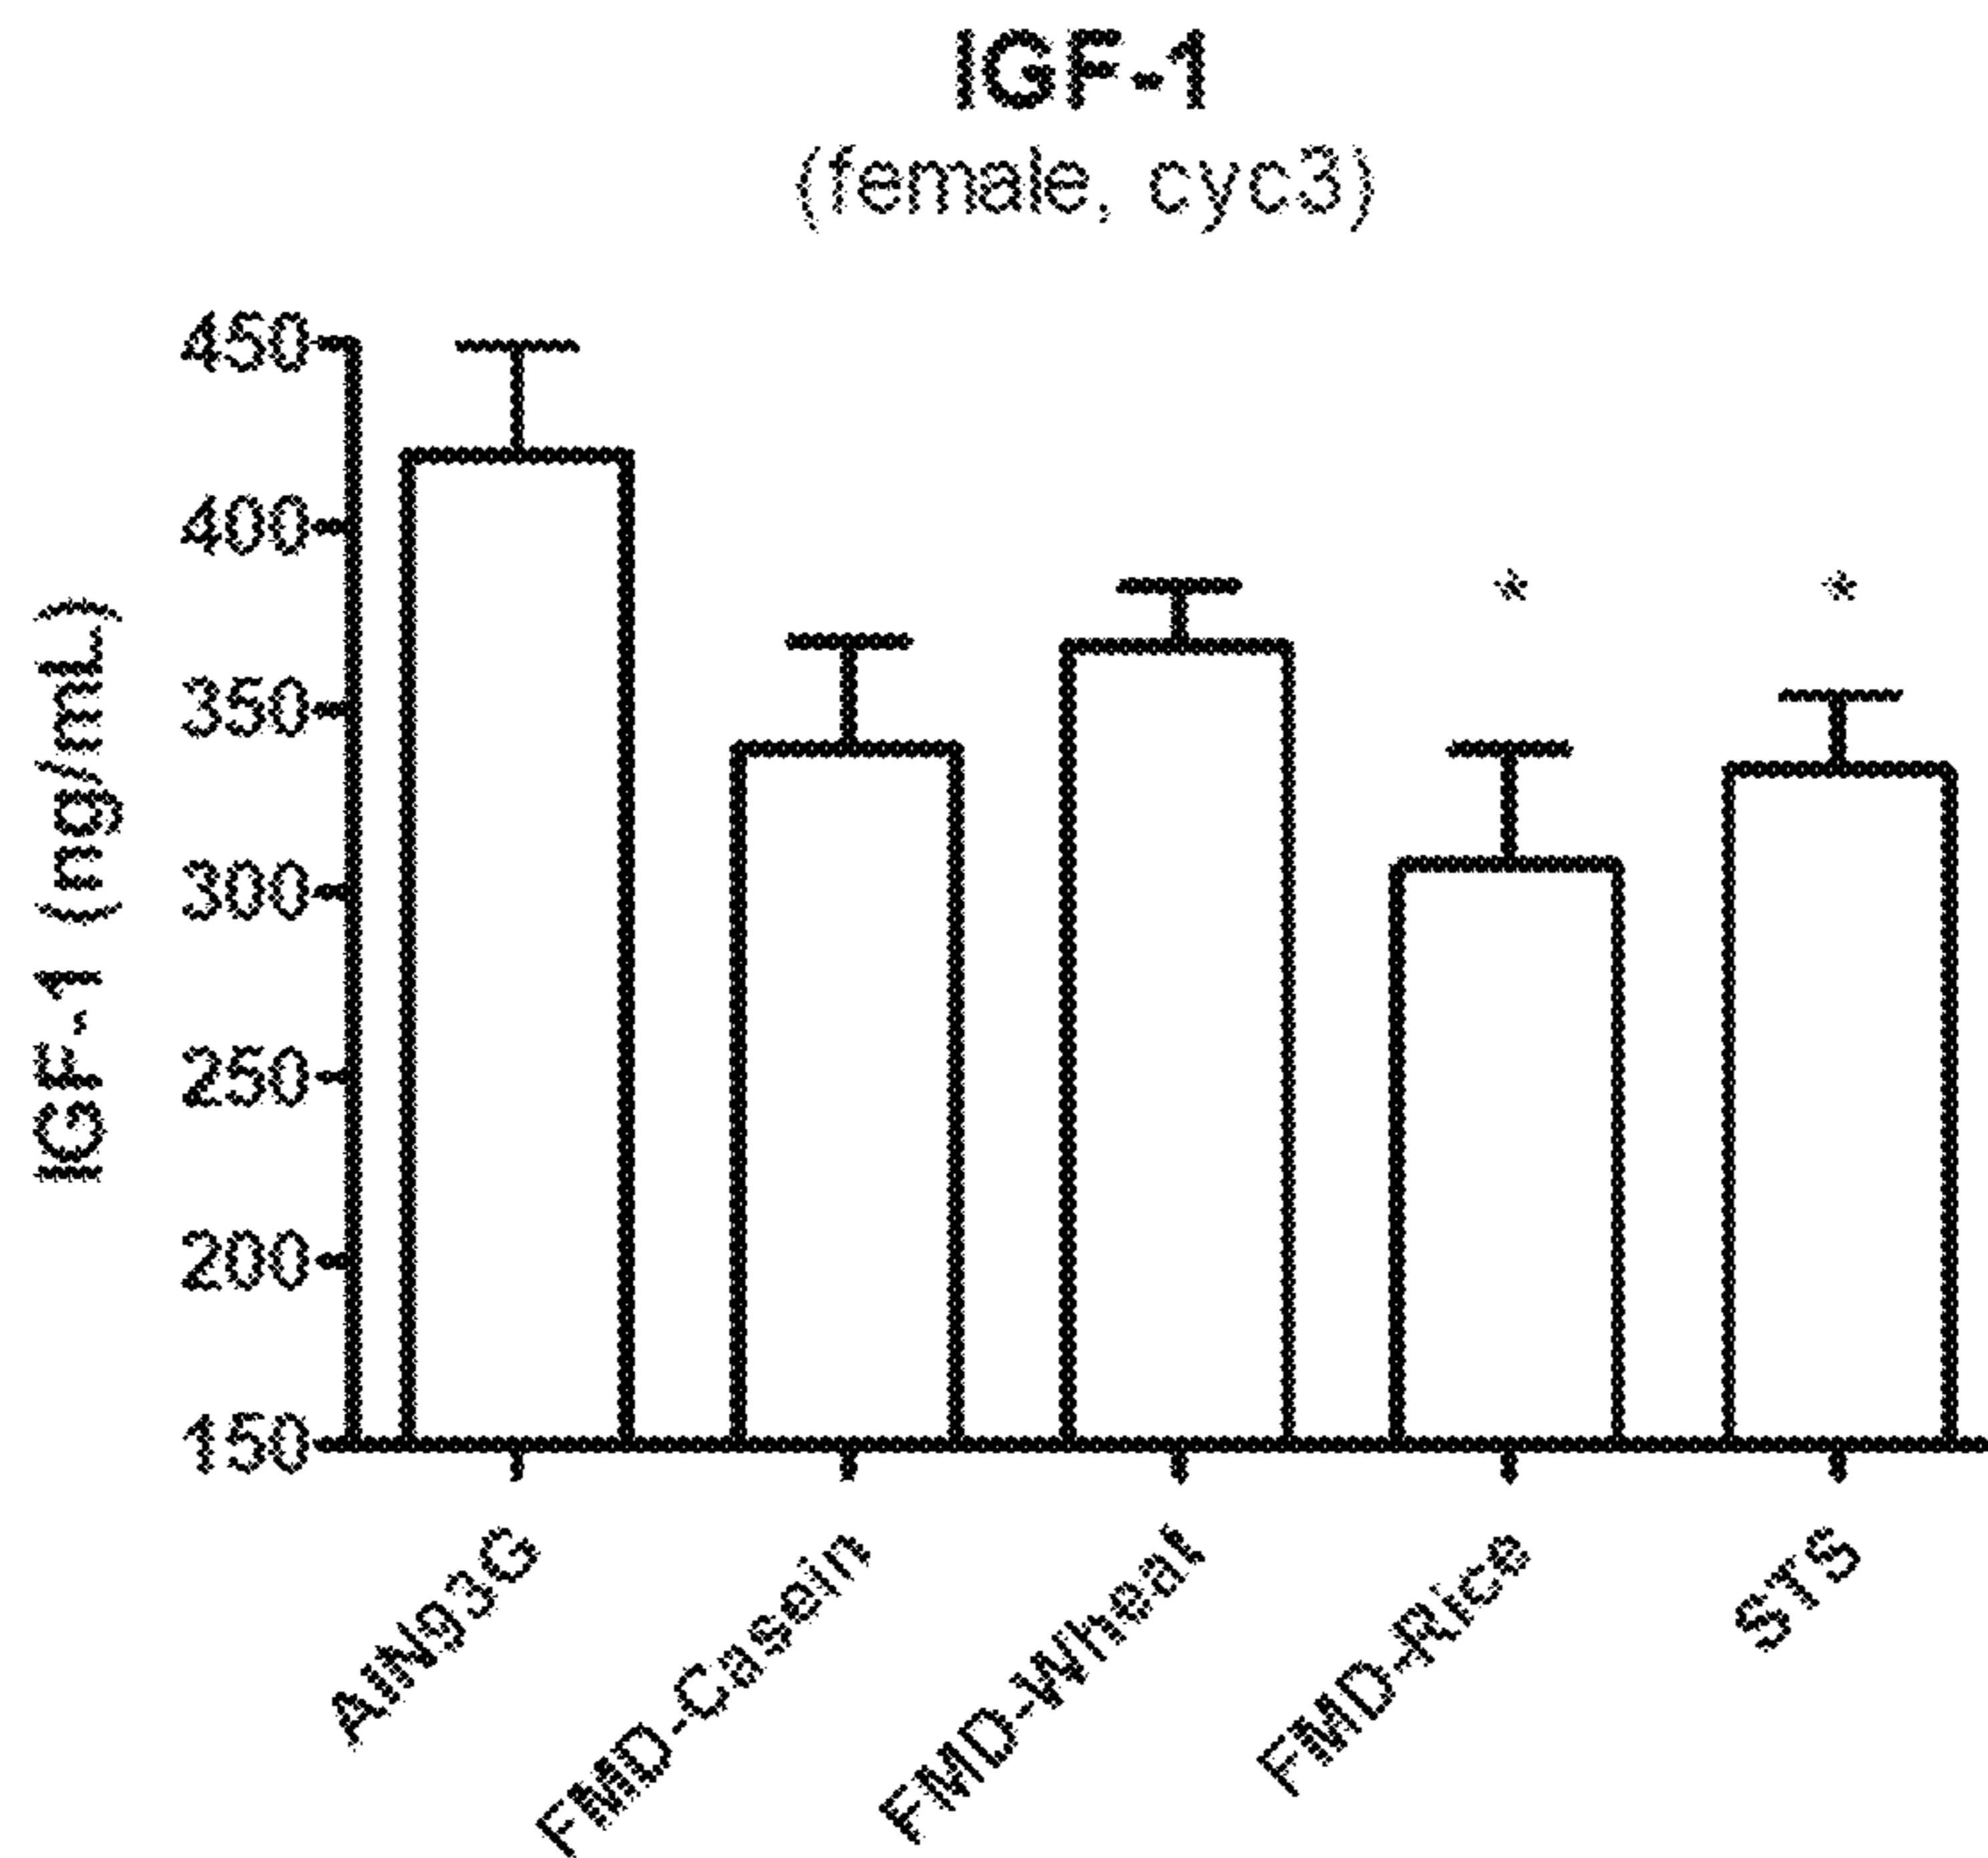 IGF-1
(female, cyc3)
IGF-1 (ng/mL)
450
400
350
300
250
200
150
* *
AIN93G
FMD-Casein
FMD-Wheat
FMD-Rice
STS